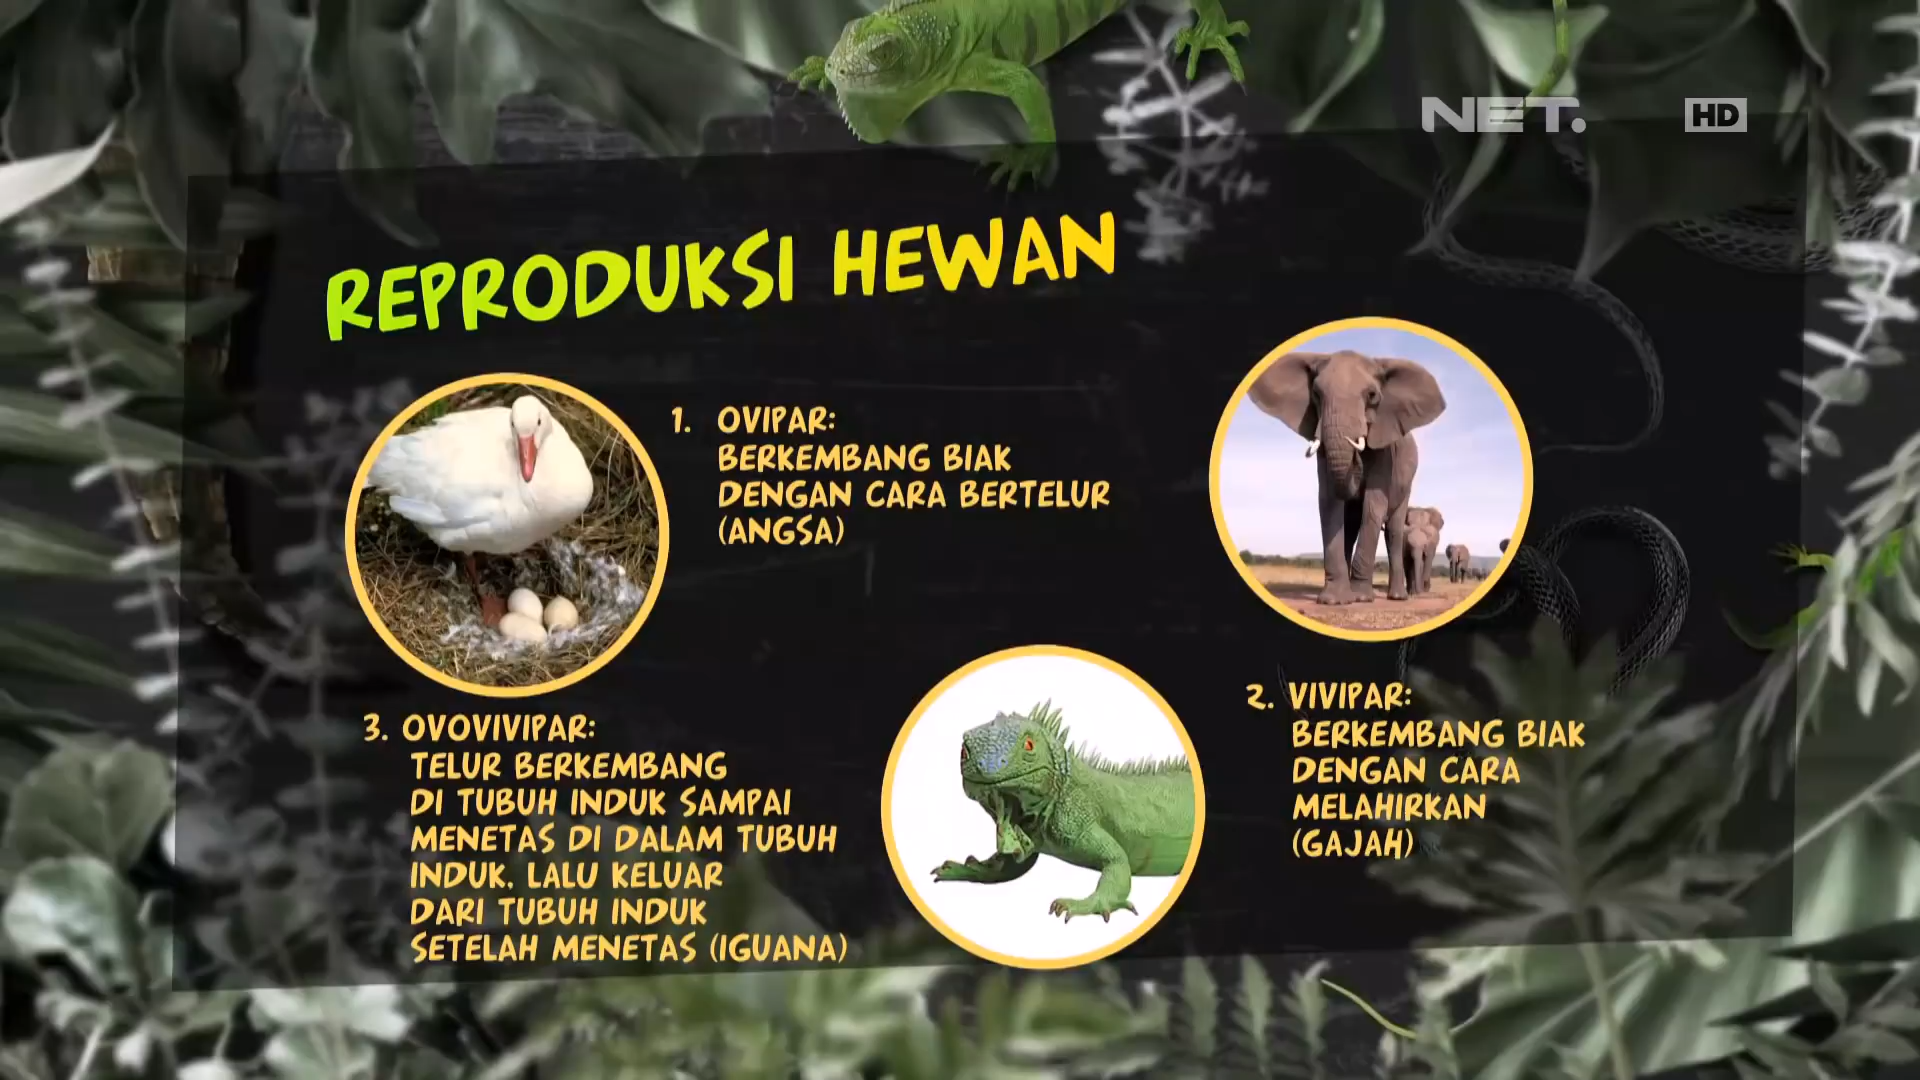 NET.
HD
REPRODUKSI HEWAN
1. OVIPAR:
BERKEMBANG BIAK
DENGAN CARA BERTELUR
(ANGSA)
2. VIVIPAR:
BERKEMBANG BIAK
DENGAN CARA
MELAHIRKAN
(GAJAH)
3. OVOVIVIPAR:
TELUR BERKEMBANG
DI TUBUH INDUK SAMPAI
MENETAS DI DALAM TUBUH
INDUK. LALU KELUAR
DARI TUBUH INDUK
SETELAH MENETAS (IGUANA)